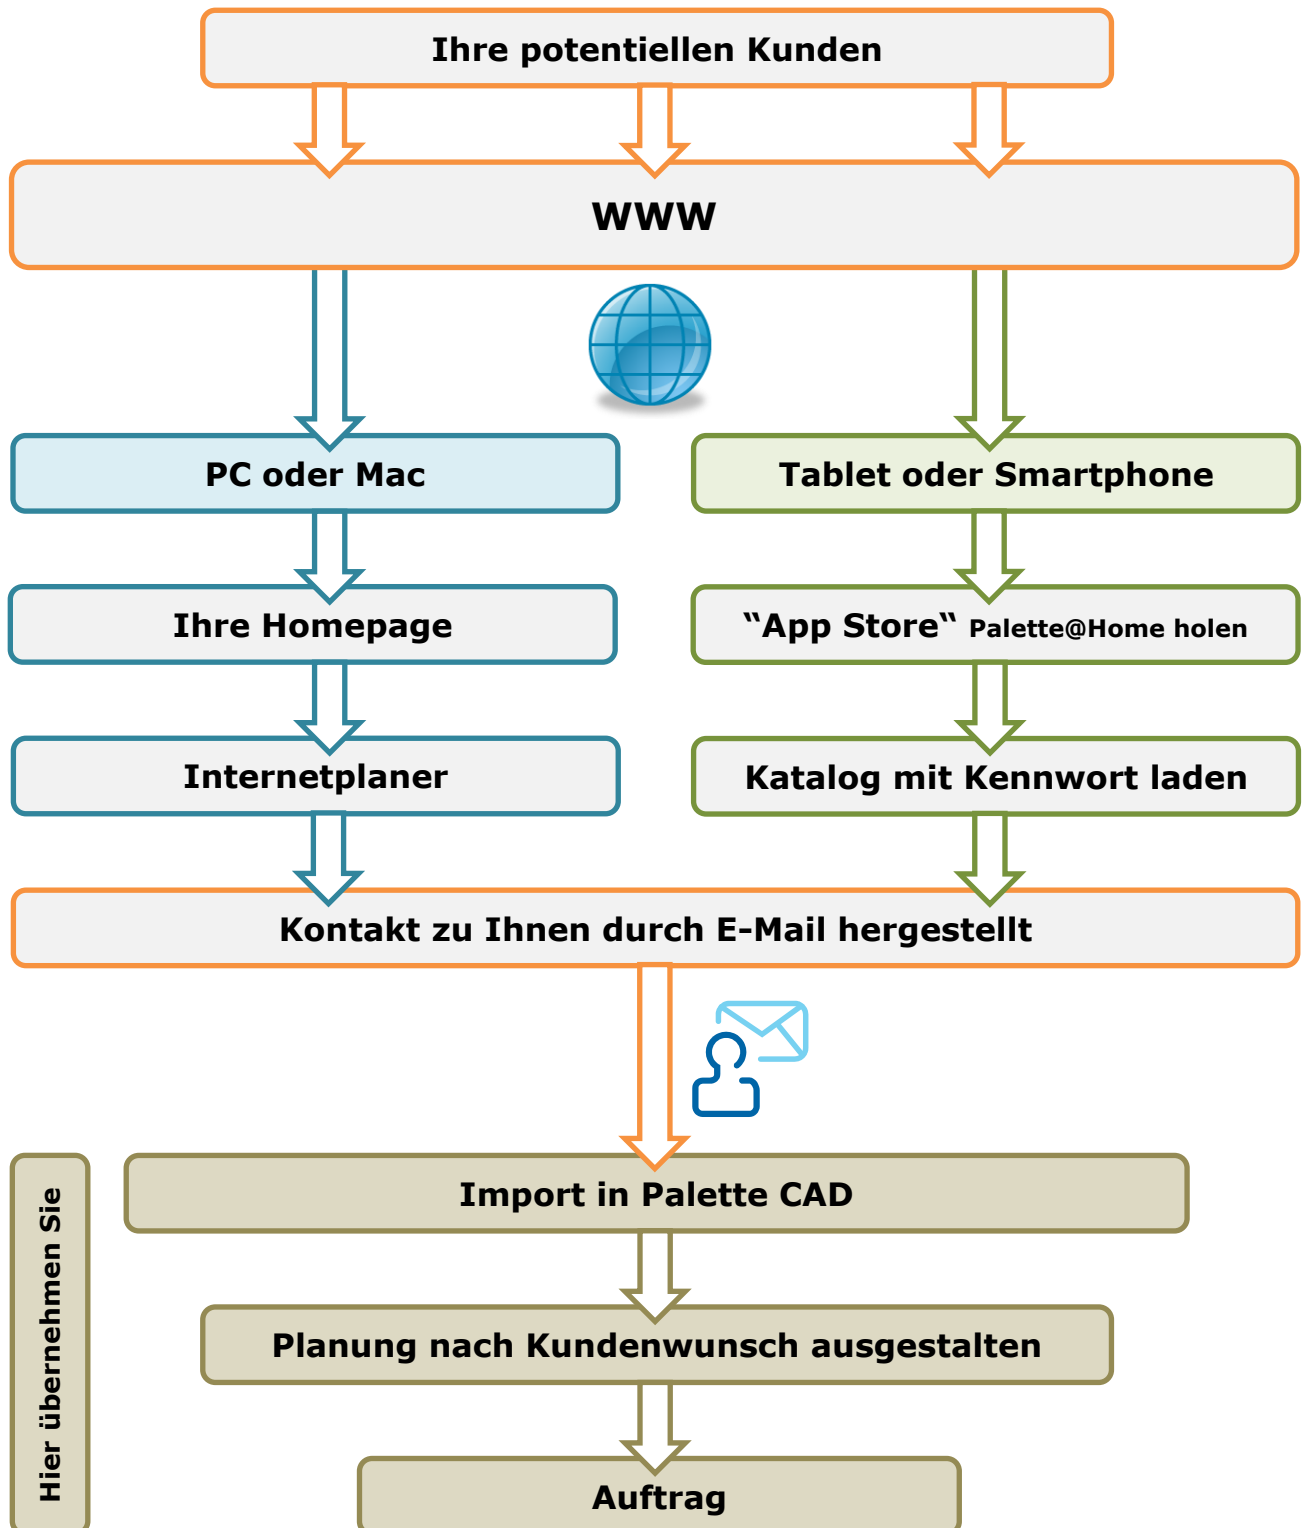 Ihre potentiellen Kunden
WWW
PC oder Mac
Tablet oder Smartphone
Ihre Homepage
“App Store“ Palette@Home holen
Internetplaner
Katalog mit Kennwort laden
Kontakt zu Ihnen durch E-Mail hergestellt
Hier übernehmen Sie
Import in Palette CAD
Planung nach Kundenwunsch ausgestalten
Auftrag